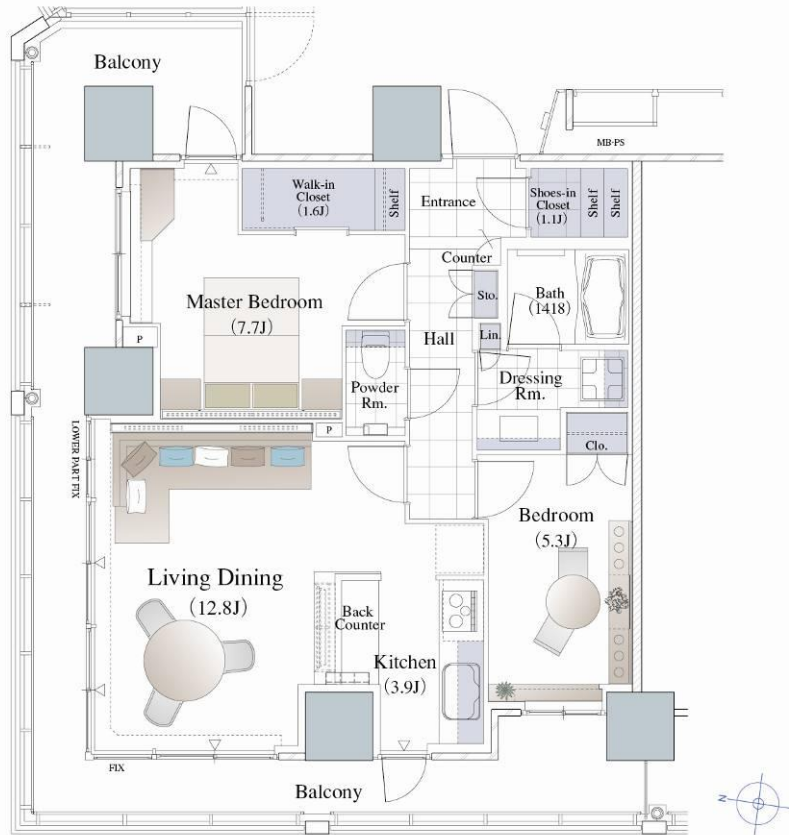 Balcony
MB·PS
Walk-in
Closet
(1.6J)
Shelf
Entrance
Shoes-in
Closet
(1.1J)
Shelf
Shelf
Counter
Master Bedroom
(7.7J)
Sto.
Bath
(1418)
P
Hall
Lin.
Powder
Rm.
Dressing
Rm.
P
Clo.
LOWER PART FIX
Bedroom
(5.3J)
Living Dining
(12.8J)
Back
Counter
Kitchen
(3.9J)
FIX
Balcony
N